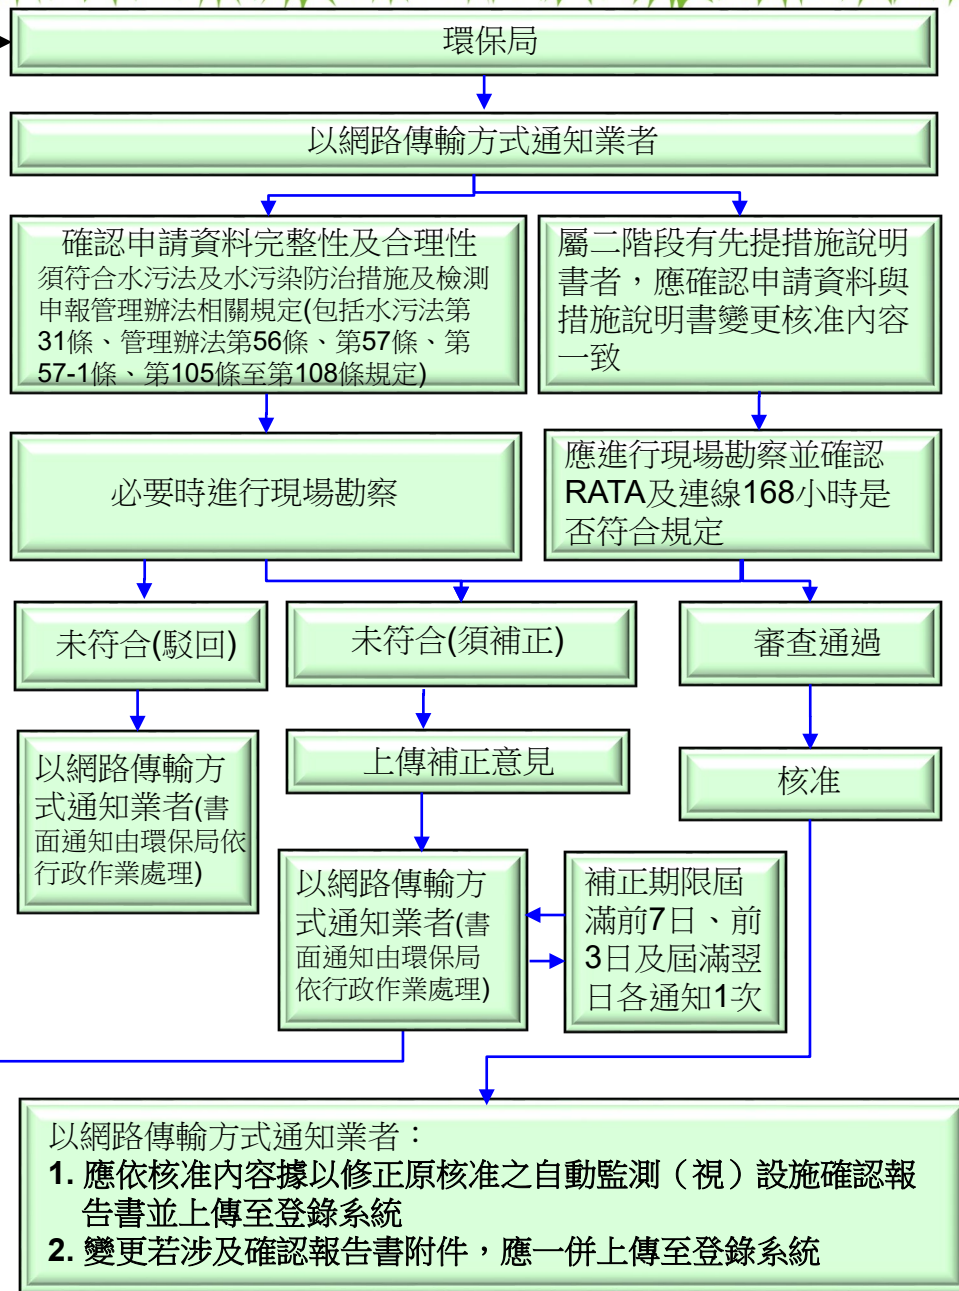 環保局
以網路傳輸方式通知業者
確認申請資料完整性及合理性
須符合水污法及水污染防治措施及檢測
申報管理辦法相關規定(包括水污法第
31條、管理辦法第56條、第57條、第
57-1條、第105條至第108條規定)
屬二階段有先提措施說明
書者，應確認申請資料與
措施說明書變更核准內容
一致
必要時進行現場勘察
應進行現場勘察並確認
RATA及連線168小時是
否符合規定
未符合(駁回)
未符合(須補正)
審查通過
以網路傳輸方
式通知業者(書
面通知由環保局依
行政作業處理)
上傳補正意見
核准
以網路傳輸方
式通知業者(書
面通知由環保局
依行政作業處理)
補正期限屆
滿前7日、前
3日及屆滿翌
日各通知1次
以網路傳輸方式通知業者：
1. 應依核准內容據以修正原核准之自動監測（視）設施確認報
告書並上傳至登錄系統
2. 變更若涉及確認報告書附件，應一併上傳至登錄系統